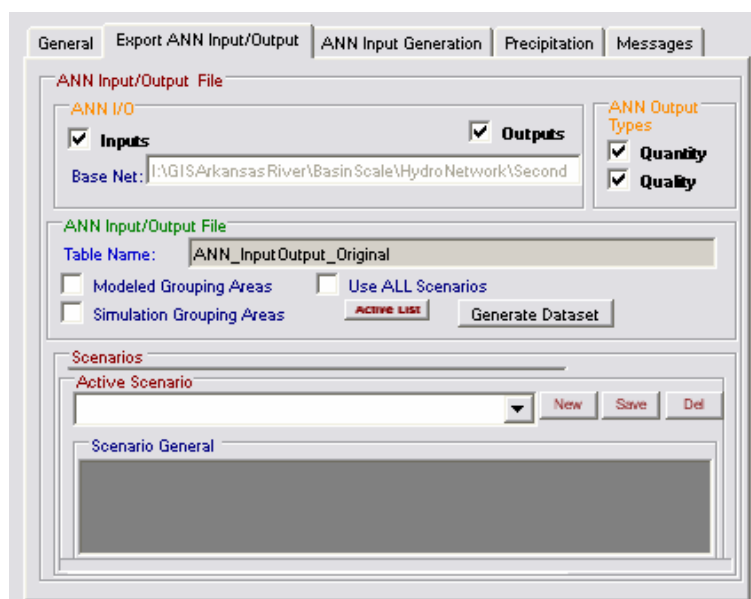 General
Export ANN Input/Output
ANN Input Generation
Precipitation
Messages
ANN Input/Output File
ANN I/O
Inputs
Outputs
Base Net: I:\GISArkansasRiver\BasinScale\HydroNetwork\Second
ANN Output
Types
Quantity
Quality
ANN Input/Output File
Table Name: ANN_InputOutput_Original
Modeled Grouping Areas
Use ALL Scenarios
Simulation Grouping Areas
Active List
Generate Dataset
Scenarios
Active Scenario
New
Save
Del
Scenario General